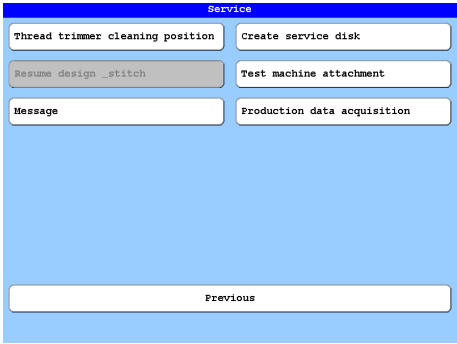 Service
Thread trimmer cleaning position
Create service disk
Resume design _stitch
Test machine attachment
Message
Production data acquisition
Previous